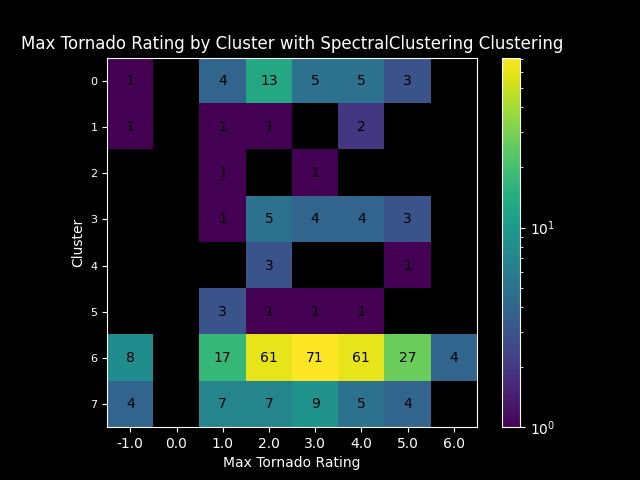 Max Tornado Rating by Cluster with SpectralClustering Clustering
0 1 4 13 5 5 3
1 1 1 1 2
2 1 1
3 1 5 4 4 3
4 3 1
5 3 1 1 1
6 8 17 61 71 61 27 4
7 4 7 7 9 5 4
-1.0 0.0 1.0 2.0 3.0 4.0 5.0 6.0
Max Tornado Rating
Cluster
10¹
10⁰